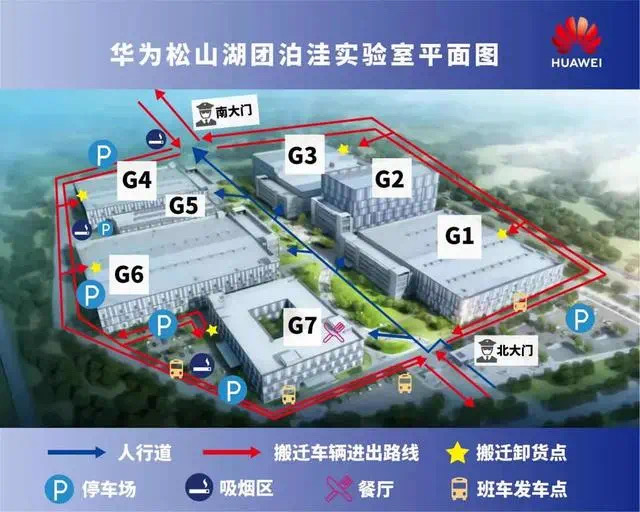 华为松山湖团泊洼实验室平面图
HUAWEI
南大门
P
G3
G4
G2
G5
P
G1
G6
P
P
G7
P
北大门
P
人行道
搬迁车辆进出路线
搬迁卸货点
P
停车场
吸烟区
餐厅
班车发车点